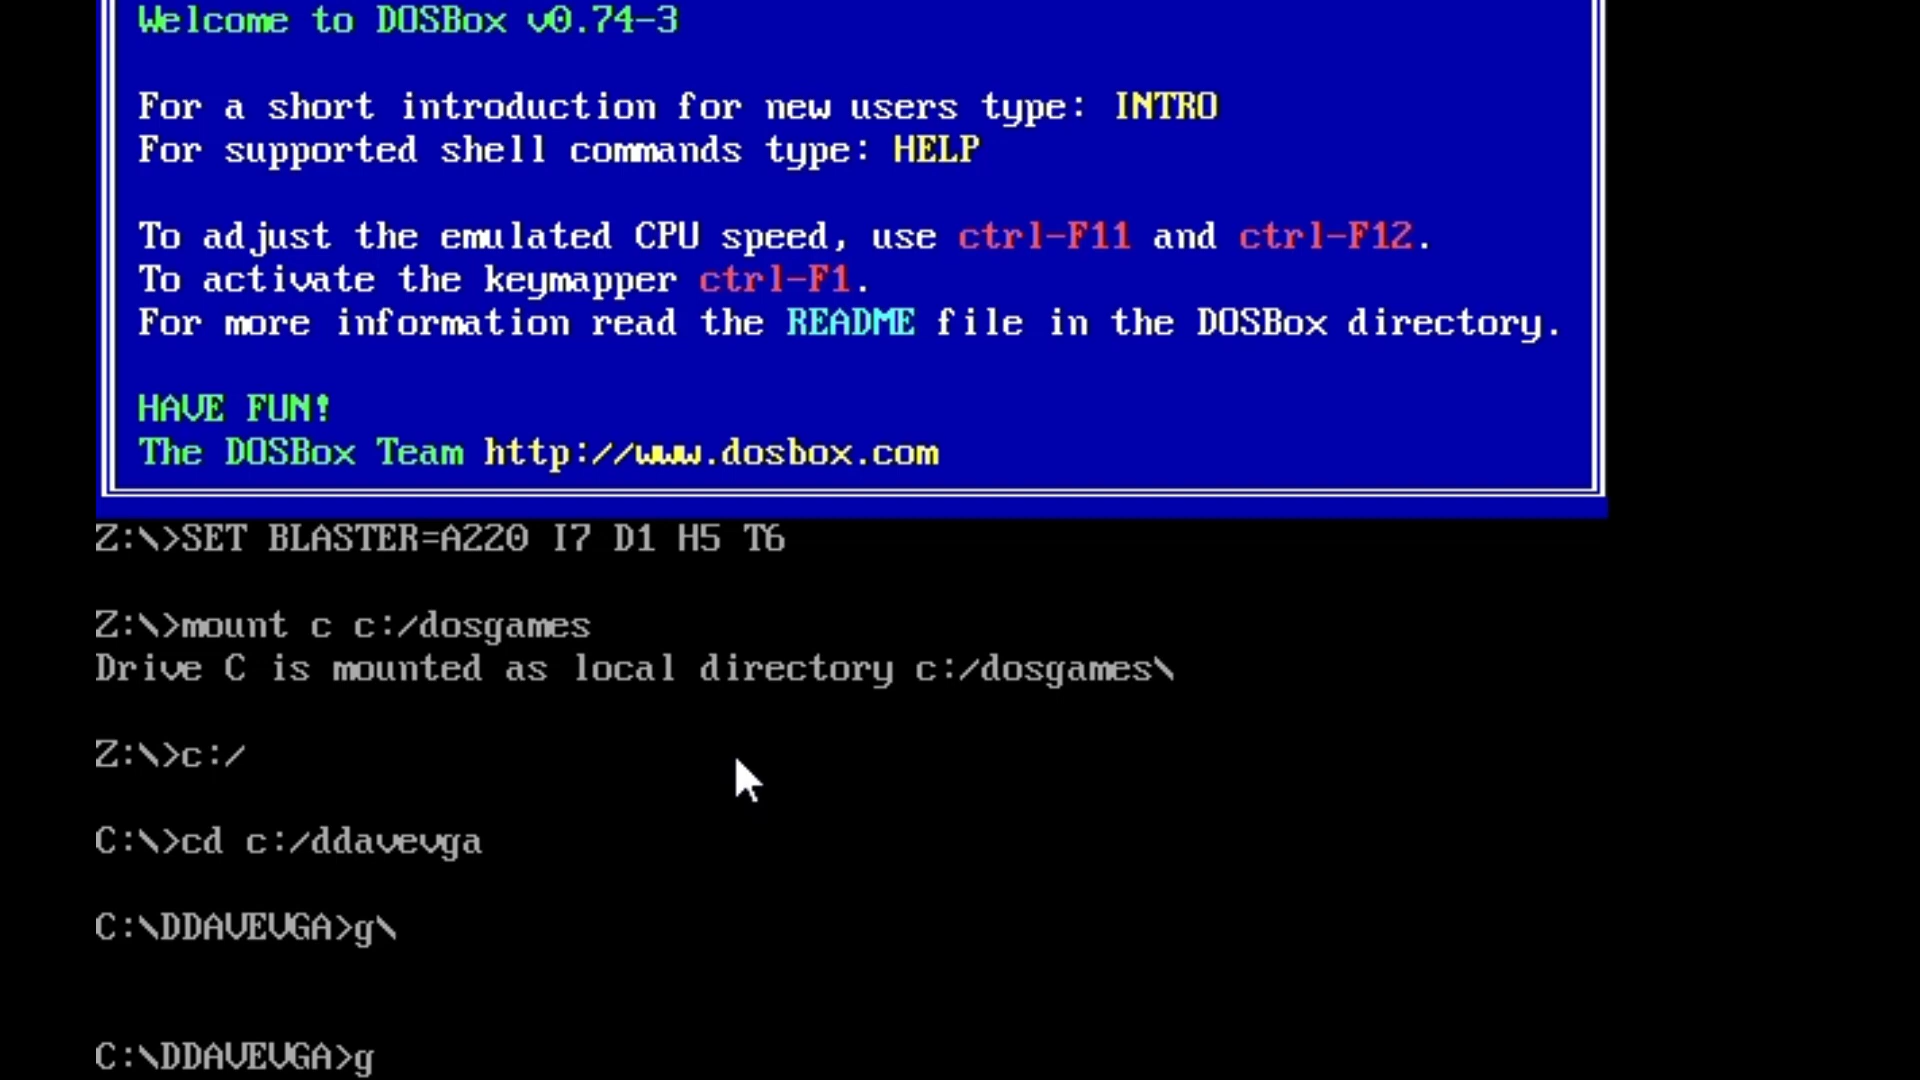 Welcome to DOSBox v0.74-3
For a short introduction for new users type: INTRO
For supported shell commands type: HELP
To adjust the emulated CPU speed, use ctrl-F11 and ctrl-F12.
To activate the keymapper ctrl-F1.
For more information read the README file in the DOSBox directory.
HAVE FUN!
The DOSBox Team http://www.dosbox.com
Z:\>SET BLASTER=A220 I7 D1 H5 T6
Z:\>mount c c:/dosgames
Drive C is mounted as local directory c:/dosgames\
Z:\>c:/
C:\>cd c:/ddavevga
C:\DDAVEVGA>g\
C:\DDAVEVGA>g